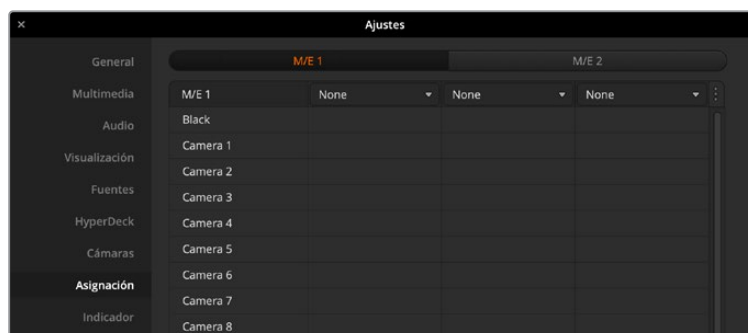 × Ajustes
General
Multimedia
Audio
Visualización
Fuentes
HyperDeck
Cámaras
Asignación
Indicador
M/E 1 M/E 2
M/E 1 None None None
Black
Camera 1
Camera 2
Camera 3
Camera 4
Camera 5
Camera 6
Camera 7
Camera 8